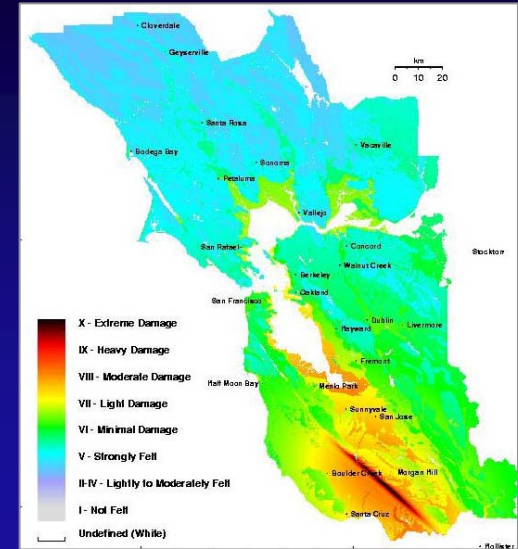 Cloverdale
Geyserville
km
0 10 20
Santa Rosa
Vacaville
Bodega Bay
Sonoma
Petaluma
Vallejo
San Rafael
Concord
Stockton
Walnut Creek
Berkeley
Oakland
San Francisco
Dublin
Livermore
Hayward
Fremont
Half Moon Bay
Menlo Park
Sunnyvale
San Jose
Boulder Creek
Morgan Hill
Santa Cruz
Hollister
X - Extreme Damage
IX - Heavy Damage
VIII - Moderate Damage
VII - Light Damage
VI - Minimal Damage
V - Strongly Felt
II-IV - Lightly to Moderately Felt
I - Not Felt
Undefined (White)